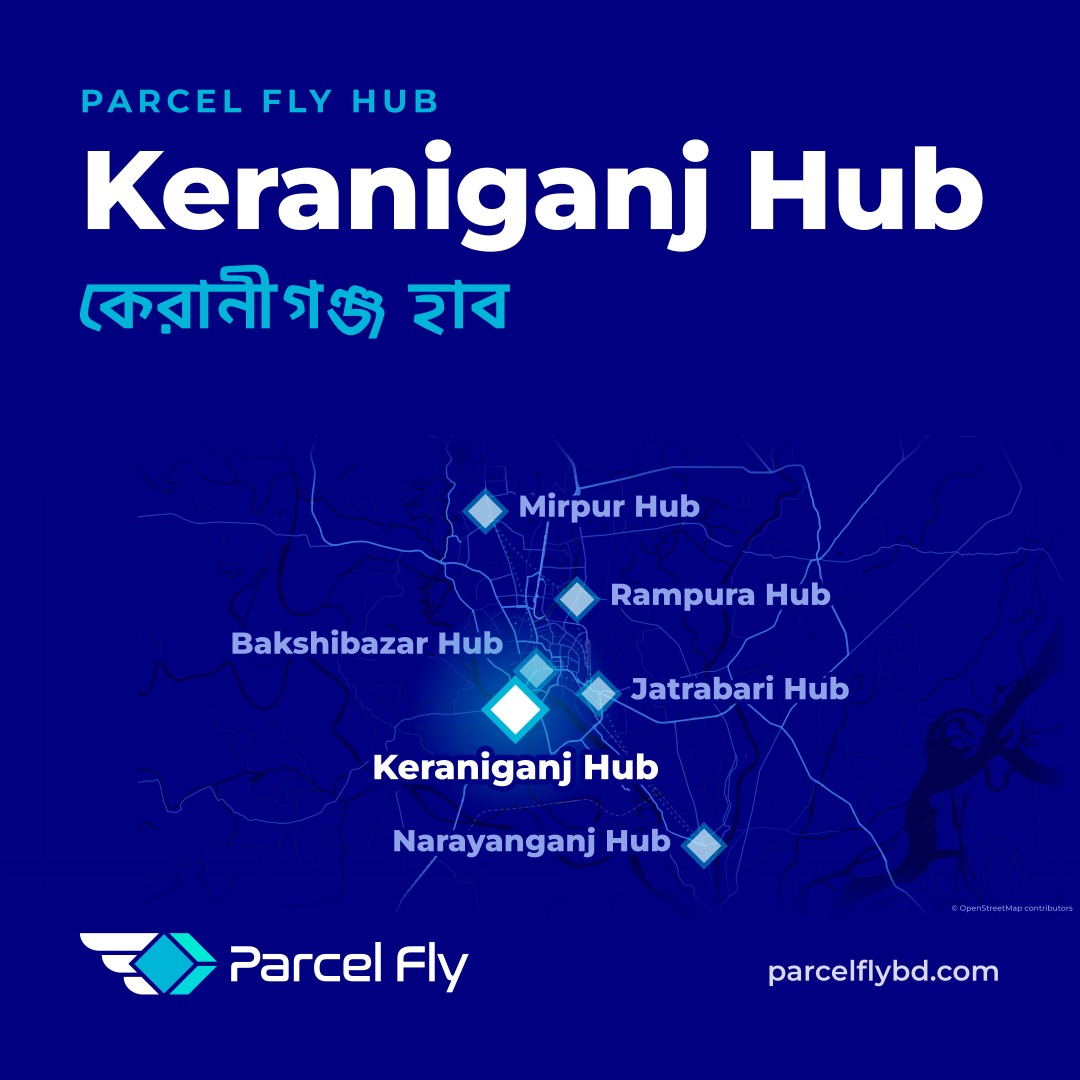 PARCEL FLY HUB
Keraniganj Hub
কেরানীগঞ্জ হাব
Mirpur Hub
Rampura Hub
Bakshibazar Hub
Jatrabari Hub
Keraniganj Hub
Narayanganj Hub
© OpenStreetMap contributors
Parcel Fly
parcelflybd.com